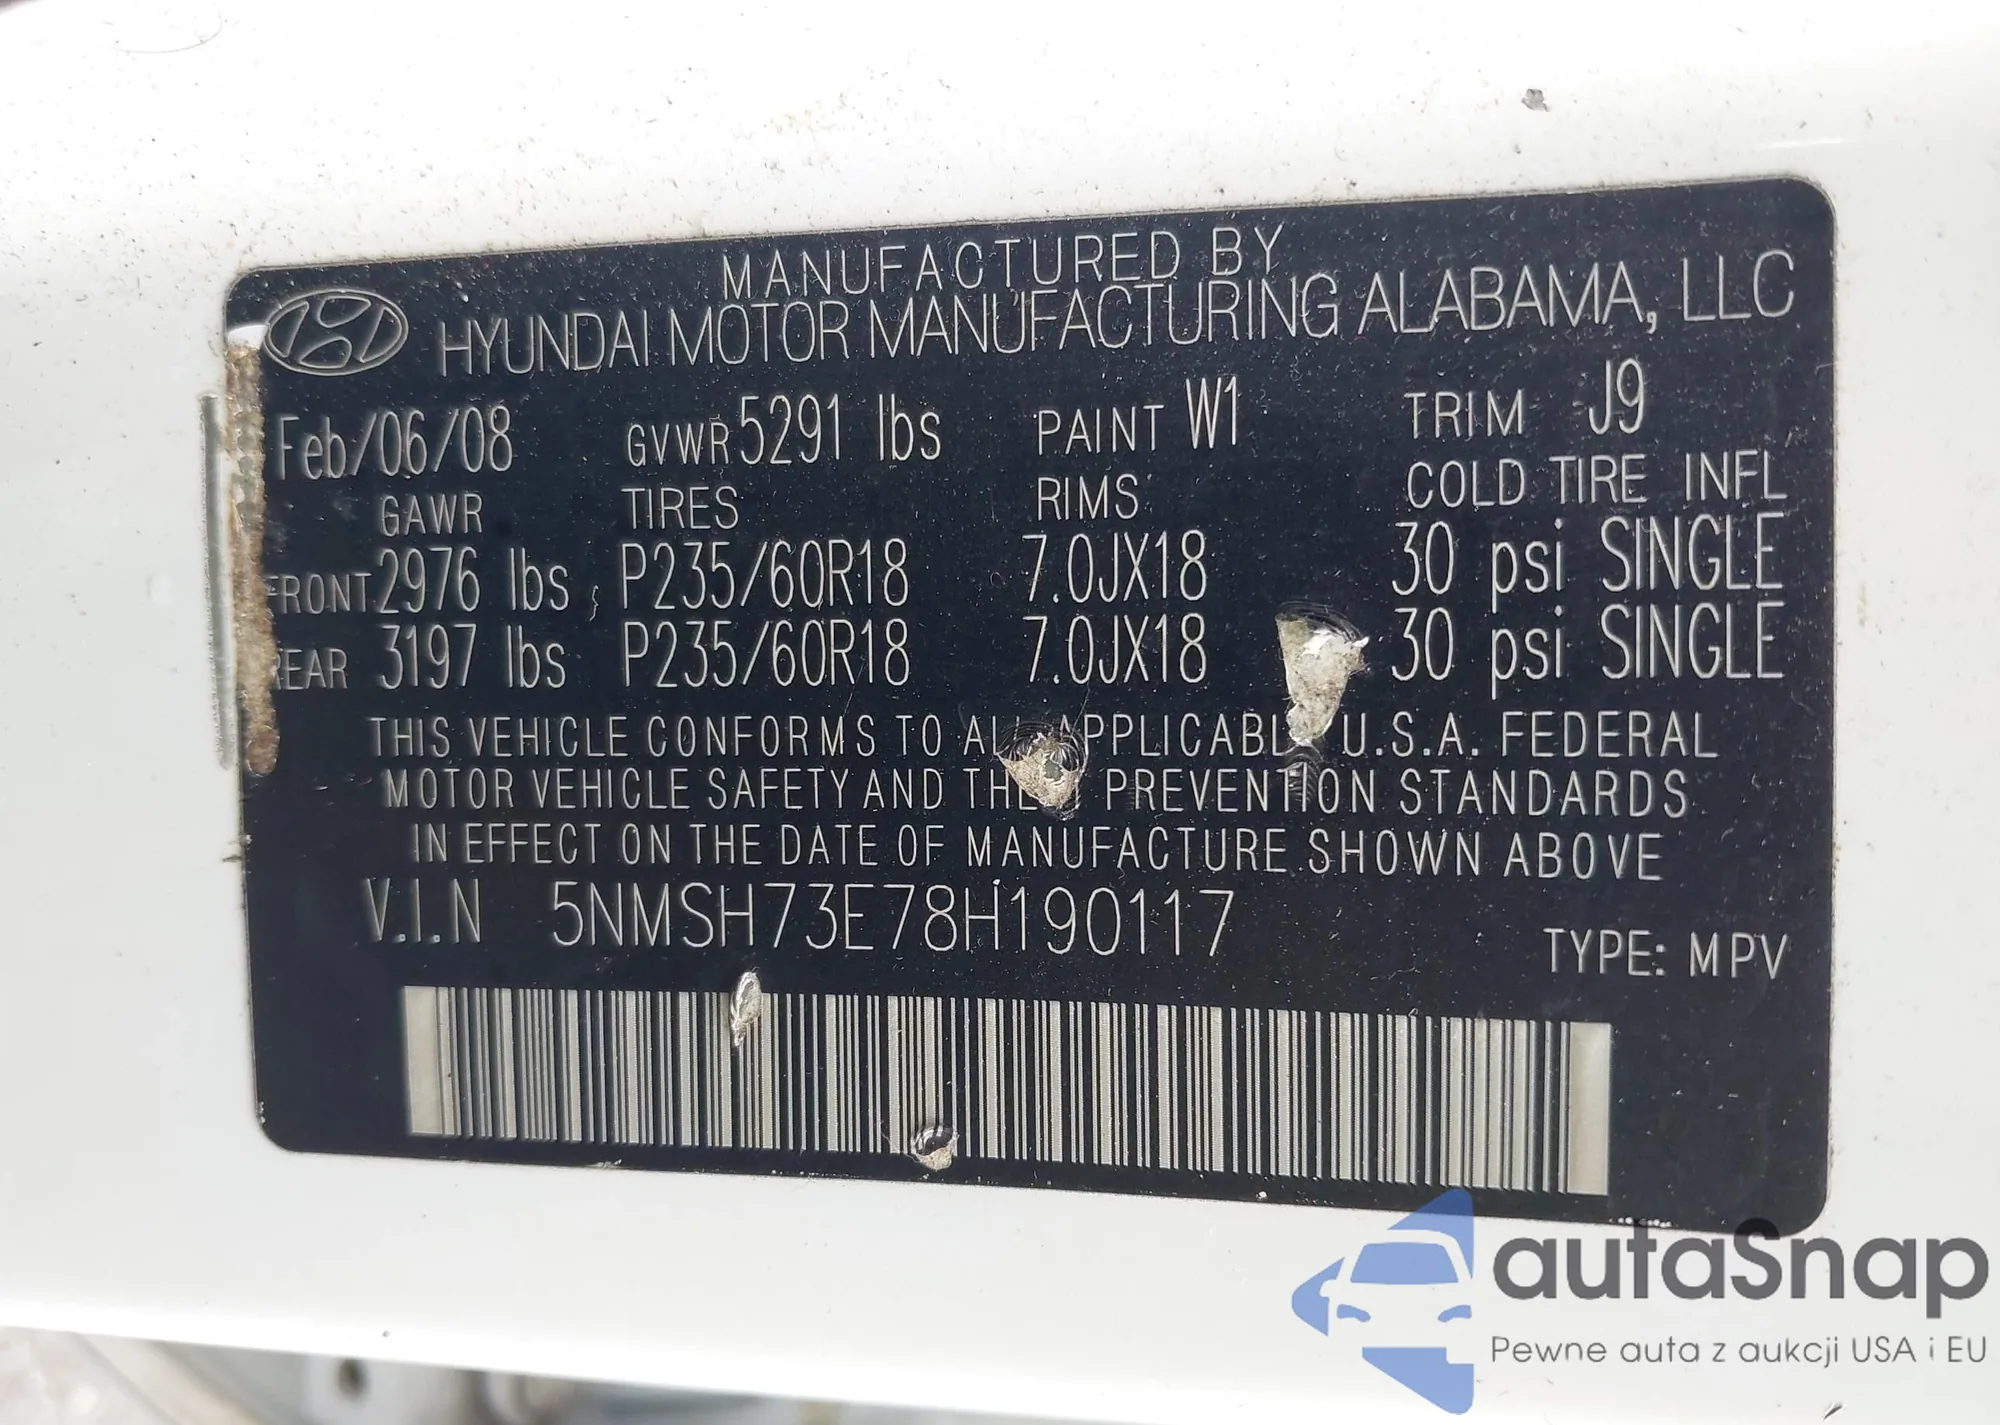 MANUFACTURED BY
HYUNDAI MOTOR MANUFACTURING ALABAMA, LLC
Feb/06/08 GVWR 5291 lbs PAINT W1 TRIM J9
GAWR TIRES RIMS COLD TIRE INFL
FRONT 2976 lbs P235/60R18 7.0JX18 30 psi SINGLE
REAR 3197 lbs P235/60R18 7.0JX18 30 psi SINGLE
THIS VEHICLE CONFORMS TO ALL APPLICABLE U.S.A. FEDERAL
MOTOR VEHICLE SAFETY AND THEFT PREVENTION STANDARDS
IN EFFECT ON THE DATE OF MANUFACTURE SHOWN ABOVE
V.I.N 5NMSH73E78H190117
TYPE: MPV
autaSnap
Pewne auta z aukcji USA i EU